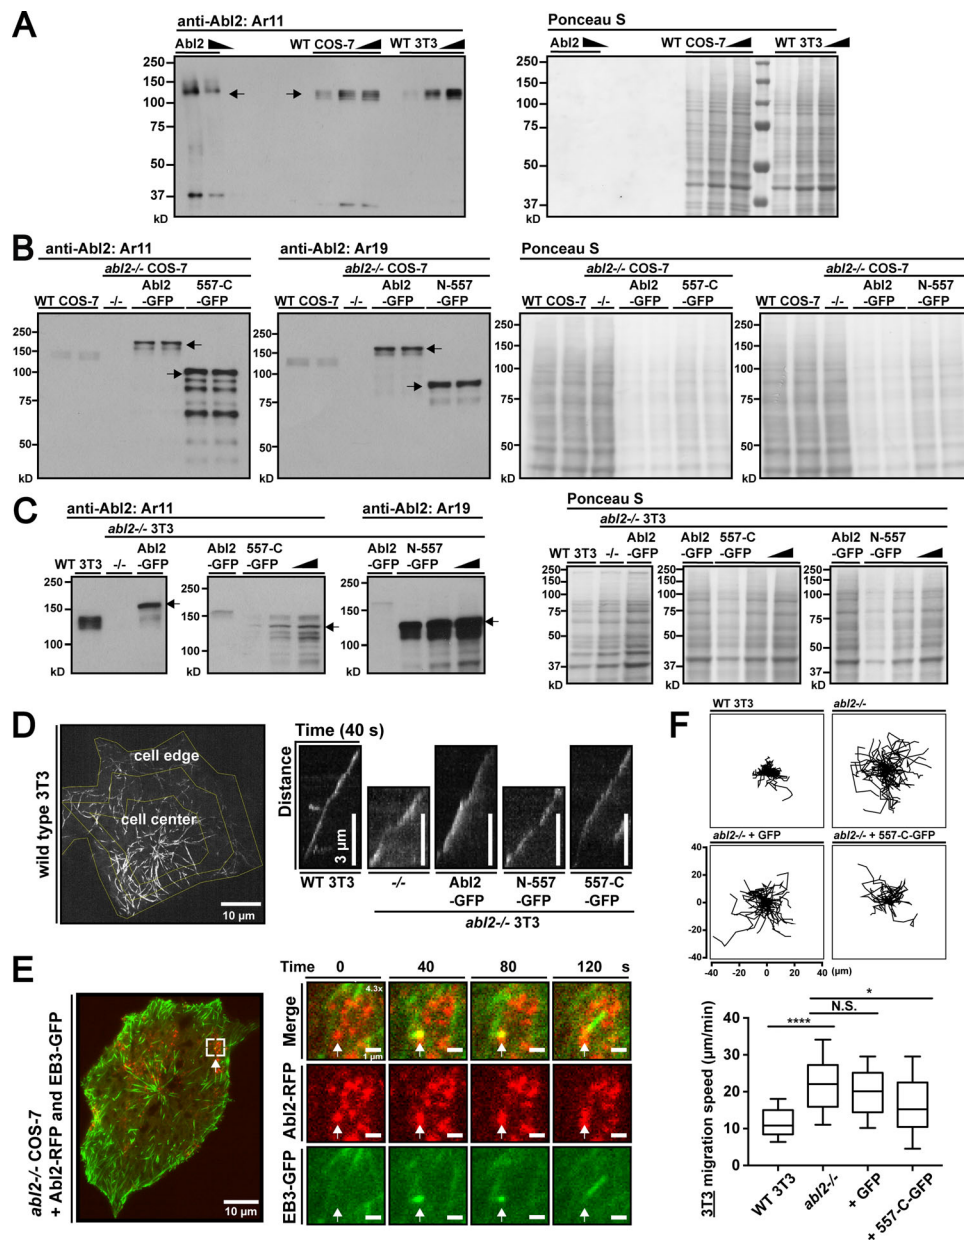 A
anti-Abl2: Ar11
Abl2 WT COS-7 WT 3T3
250
150
100
75
50
37
kD
Ponceau S
Abl2 WT COS-7 WT 3T3
250
150
100
75
50
37
kD
B
anti-Abl2: Ar11
abl2-/- COS-7
WT COS-7 -/- Abl2 -GFP 557-C -GFP
250
150
100
75
50
kD
anti-Abl2: Ar19
abl2-/- COS-7
WT COS-7 Abl2 -GFP N-557 -GFP
250
150
100
75
50
kD
Ponceau S
abl2-/- COS-7
WT COS-7 -/- Abl2 -GFP 557-C -GFP
250
150
100
75
50
kD
abl2-/- COS-7
WT COS-7 -/- Abl2 -GFP N-557 -GFP
250
150
100
75
50
kD
C
anti-Abl2: Ar11
abl2-/- 3T3
WT 3T3 -/- Abl2 -GFP
250
150
100
kD
Abl2 -GFP 557-C -GFP
250
150
100
kD
anti-Abl2: Ar19
Abl2 -GFP N-557 -GFP
250
150
100
kD
Ponceau S
abl2-/- 3T3
WT 3T3 -/- Abl2 -GFP
250
150
100
75
50
37
kD
Abl2 -GFP 557-C -GFP
250
150
100
75
50
37
kD
Abl2 -GFP N-557 -GFP
250
150
100
75
50
37
kD
D
wild type 3T3
cell edge
cell center
10 µm
Time (40 s)
Distance
3 µm
WT 3T3 -/- Abl2 -GFP N-557 -GFP 557-C -GFP
abl2-/- 3T3
E
abl2-/- COS-7
+ Abl2-RFP and EB3-GFP
10 µm
Time 0 40 80 120 s
Merge
4.3x
1 µm
Abl2-RFP
EB3-GFP
F
WT 3T3 abl2-/-
abl2-/- + GFP abl2-/- + 557-C-GFP
40
20
0
-20
-40
-40 -20 0 20 40 (µm)
3T3 migration speed (µm/min)
40
30
20
10
0
****
N.S.
*
WT 3T3
abl2-/-
+ GFP
+ 557-C-GFP